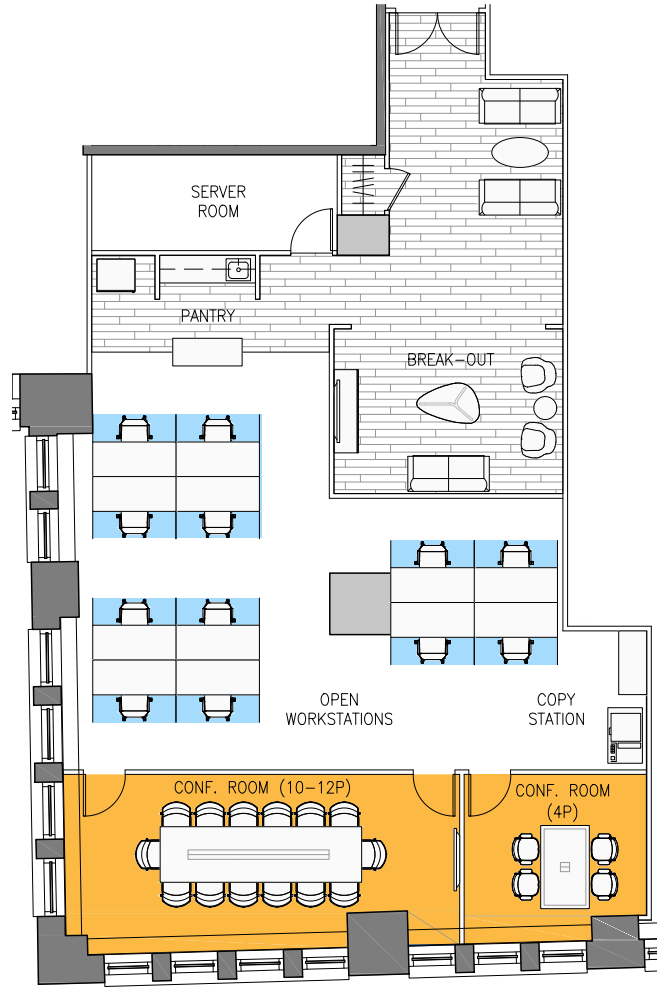 SERVER
ROOM
PANTRY
BREAK-OUT
OPEN
WORKSTATIONS
COPY
STATION
CONF. ROOM (10-12P)
CONF. ROOM
(4P)